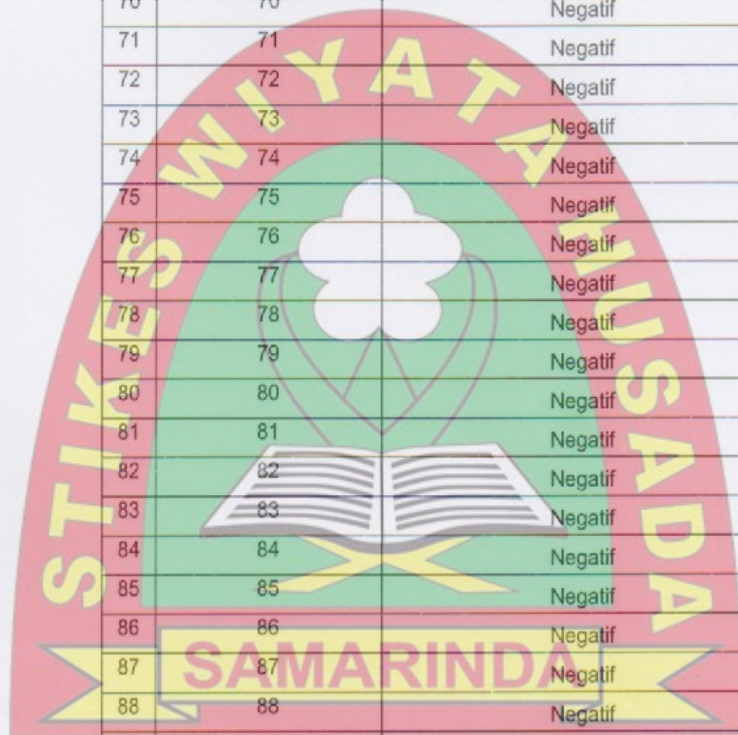 70 70 Negatif
71 71 Negatif
72 72 Negatif
73 73 Negatif
74 74 Negatif
75 75 Negatif
76 76 Negatif
77 77 Negatif
78 78 Negatif
79 79 Negatif
80 80 Negatif
81 81 Negatif
82 82 Negatif
83 83 Negatif
84 84 Negatif
85 85 Negatif
86 86 Negatif
87 87 Negatif
88 88 Negatif
STIKES WIYATA HUSADA
SAMARINDA